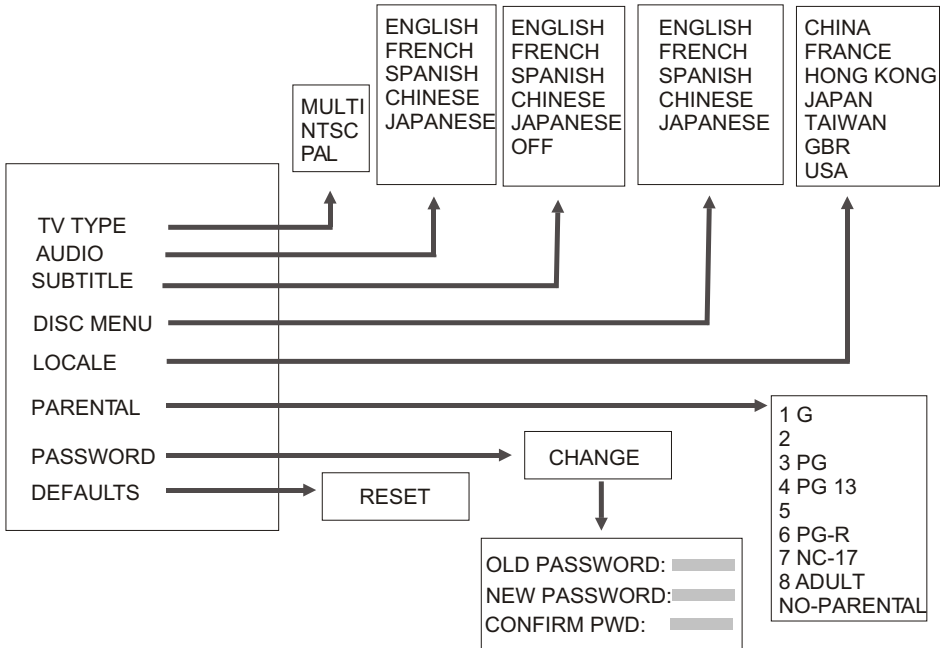 MULTI
NTSC
PAL
ENGLISH
FRENCH
SPANISH
CHINESE
JAPANESE
ENGLISH
FRENCH
SPANISH
CHINESE
JAPANESE
OFF
ENGLISH
FRENCH
SPANISH
CHINESE
JAPANESE
CHINA
FRANCE
HONG KONG
JAPAN
TAIWAN
GBR
USA
TV TYPE
AUDIO
SUBTITLE
DISC MENU
LOCALE
PARENTAL
PASSWORD
DEFAULTS
RESET
CHANGE
OLD PASSWORD:
NEW PASSWORD:
CONFIRM PWD:
1 G
2
3 PG
4 PG 13
5
6 PG-R
7 NC-17
8 ADULT
NO-PARENTAL